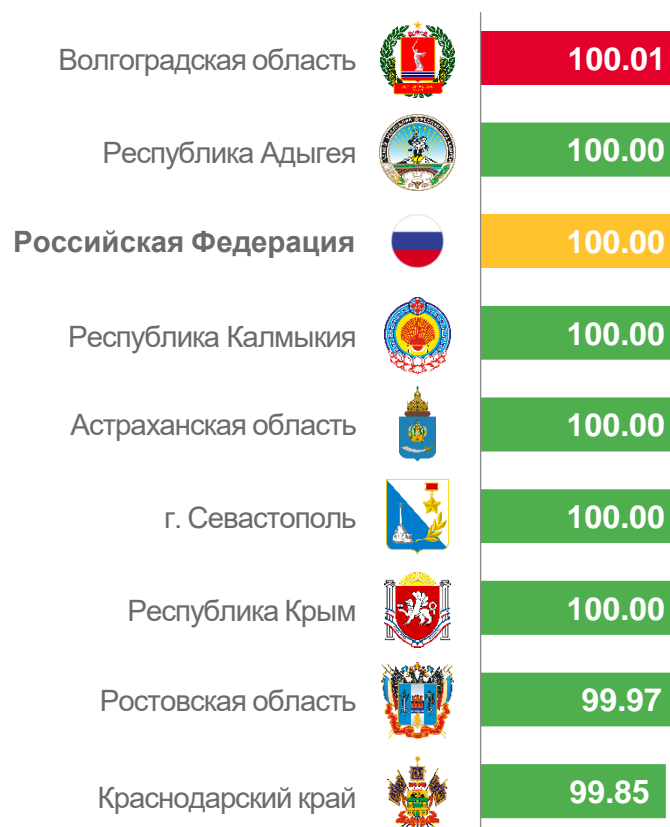 Волгоградская область 100.01
Республика Адыгея 100.00
Российская Федерация 100.00
Республика Калмыкия 100.00
Астраханская область 100.00
г. Севастополь 100.00
Республика Крым 100.00
Ростовская область 99.97
Краснодарский край 99.85